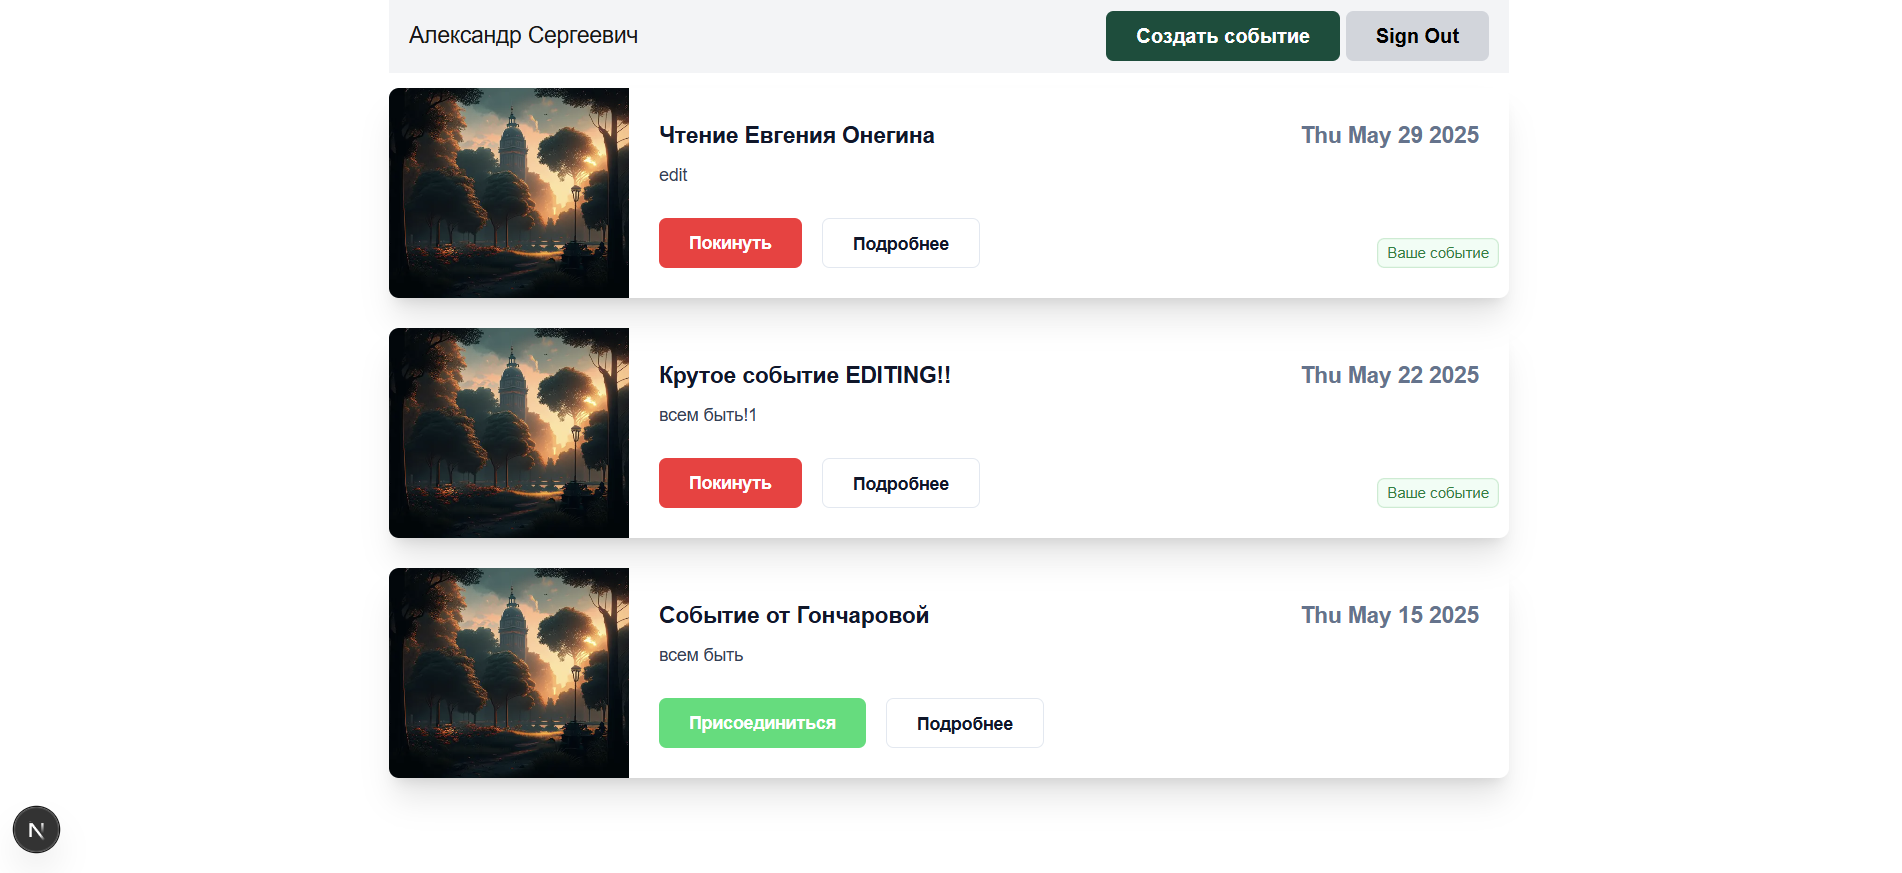 Александр Сергеевич
Создать событие
Sign Out
Чтение Евгения Онегина
Thu May 29 2025
edit
Покинуть
Подробнее
Ваше событие
Крутое событие EDITING!!
Thu May 22 2025
всем быть!1
Покинуть
Подробнее
Ваше событие
Событие от Гончаровой
Thu May 15 2025
всем быть
Присоединиться
Подробнее
N